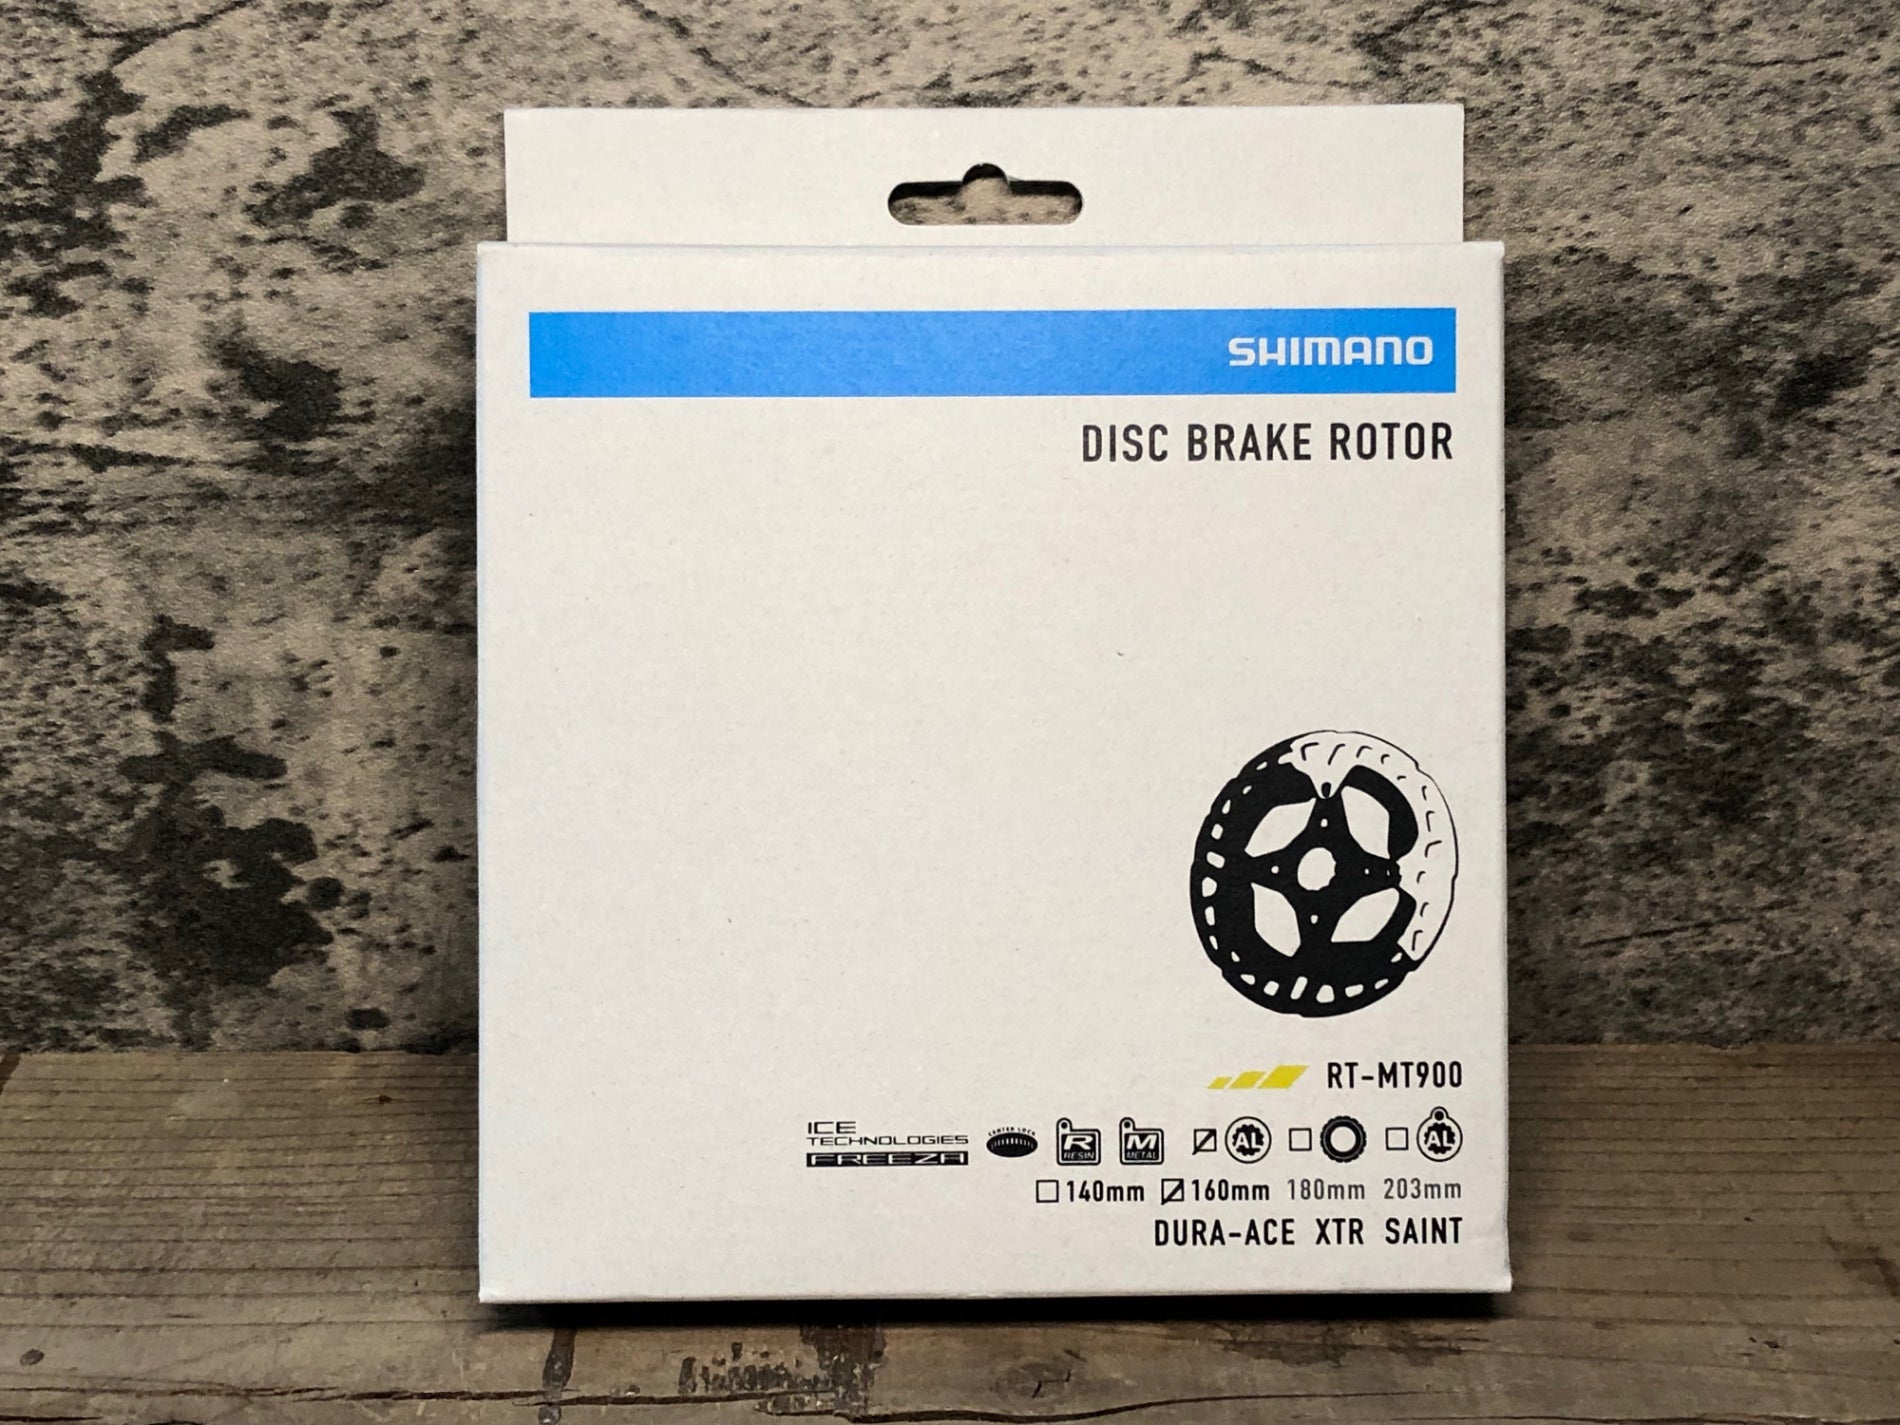 SHIMANO
DISC BRAKE ROTOR
RT-MT900
ICE
TECHNOLOGIES
FREEZA
CENTER LOCK
R
RESIN
M
METAL
AL
AL
140mm 160mm 180mm 203mm
DURA-ACE XTR SAINT